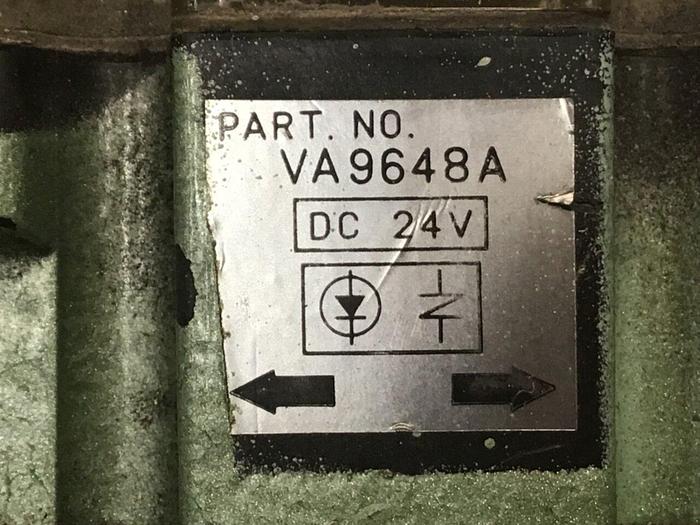 PART. NO.
VA9648A
DC 24V